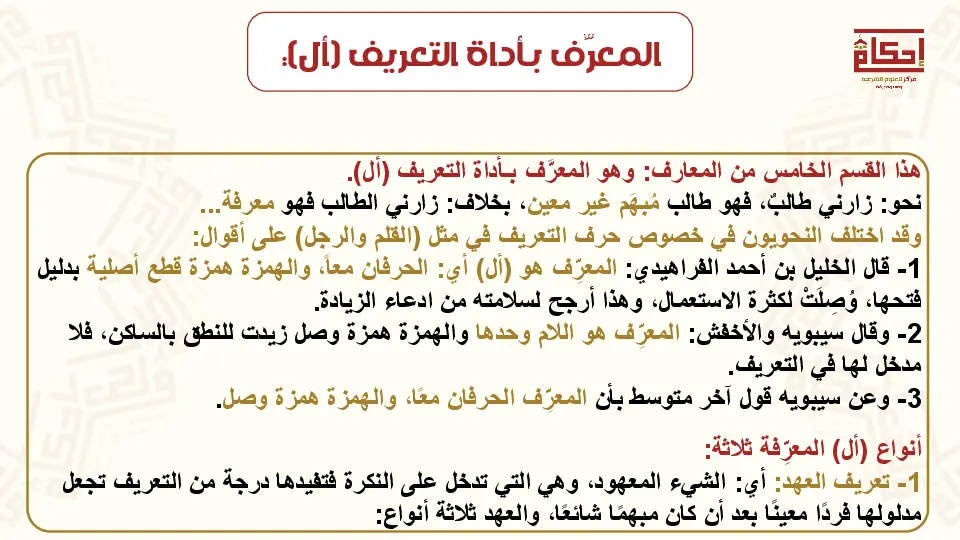 المعرَّف بأداة التعريف (أل):
إحكام
مركز للعلوم الشرعية
هذا القسم الخامس من المعارف: وهو المعرَّف بـأداة التعريف (أل).
نحو: زارني طالبٌ، فهو طالب مُبهَم غير معين، بخلاف: زارني الطالب فهو معرفة...
وقد اختلف النحويون في خصوص حرف التعريف في مثل (القلم والرجل) على أقوال:
1- قال الخليل بن أحمد الفراهيدي: المعرِّف هو (أل) أي: الحرفان معاً، والهمزة همزة قطع أصلية بدليل
فتحها، وُصِلَتْ لكثرة الاستعمال، وهذا أرجح لسلامته من ادعاء الزيادة.
2- وقال سيبويه والأخفش: المعرِّف هو اللام وحدها والهمزة همزة وصل زيدت للنطق بالساكن، فلا
مدخل لها في التعريف.
3- وعن سيبويه قول آخر متوسط بأن المعرِّف الحرفان معًا، والهمزة همزة وصل.
أنواع (أل) المعرِّفة ثلاثة:
1- تعريف العهد: أي: الشيء المعهود، وهي التي تدخل على النكرة فتفيدها درجة من التعريف تجعل
مدلولها فردًا معينًا بعد أن كان مبهمًا شائعًا، والعهد ثلاثة أنواع: